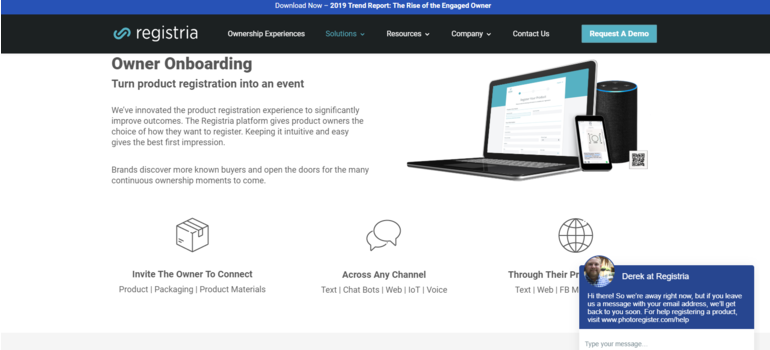 Download Now – 2019 Trend Report: The Rise of the Engaged Owner
registria
Ownership Experiences
Solutions
Resources
Company
Contact Us
Request A Demo
Owner Onboarding
Turn product registration into an event
We've innovated the product registration experience to significantly
improve outcomes. The Registria platform gives product owners the
choice of how they want to register. Keeping it intuitive and easy
gives the best first impression.
Brands discover more known buyers and open the doors for the many
continuous ownership moments to come.
Invite The Owner To Connect
Product | Packaging | Product Materials
Across Any Channel
Text | Chat Bots | Web | IoT | Voice
Through Their
Text | Web | FB
Derek at Registria
Hi there! So we're away right now, but if you leave
us a message with your email address, we'll get
back to you soon. For help registering a product,
visit www.photoregister.com/help
Type your message...